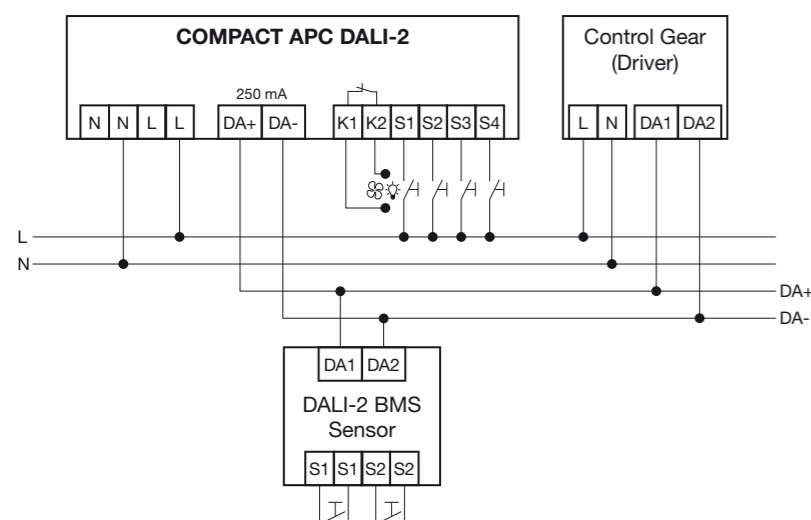 COMPACT APC DALI-2
Control Gear
(Driver)
250 mA
N N L L DA+ DA- K1 K2 S1 S2 S3 S4
L N DA1 DA2
L
N
DA+
DA-
DA1 DA2
DALI-2 BMS
Sensor
S1 S1 S2 S2